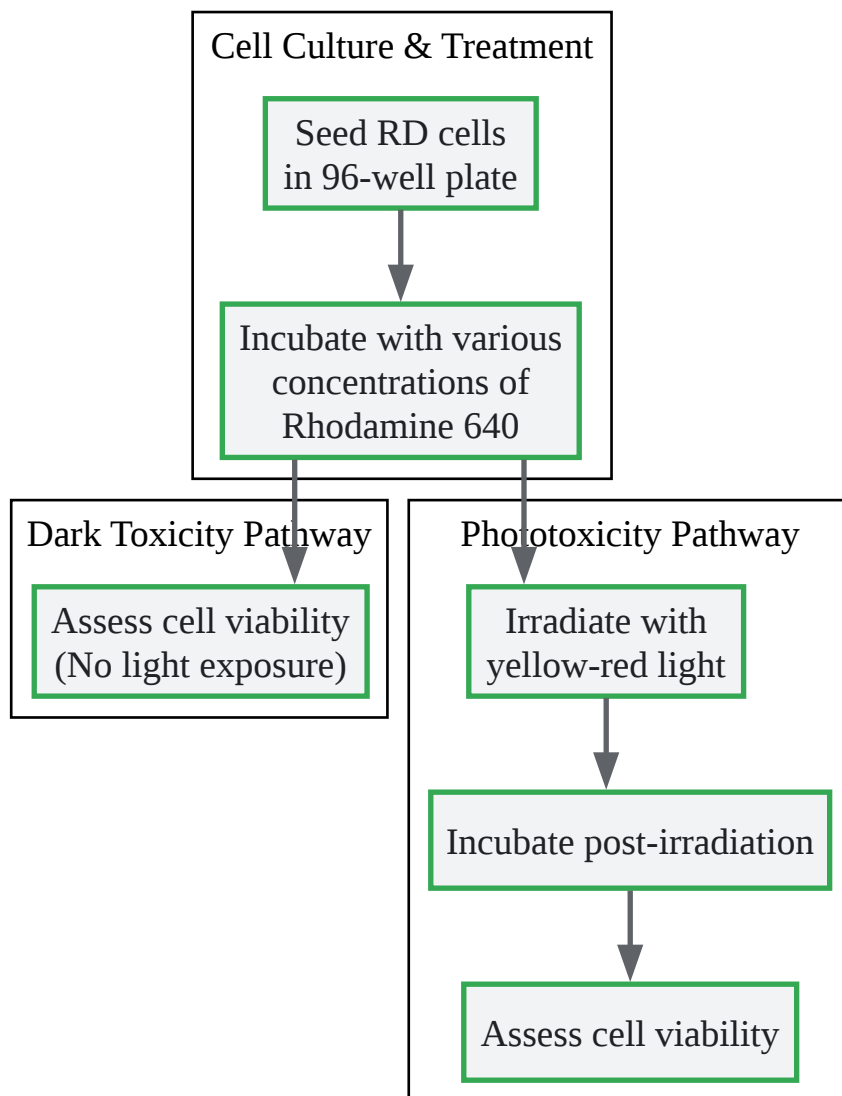 Cell Culture & Treatment
Seed RD cells
in 96-well plate
Incubate with various
concentrations of
Rhodamine 640
Dark Toxicity Pathway
Assess cell viability
(No light exposure)
Phototoxicity Pathway
Irradiate with
yellow-red light
Incubate post-irradiation
Assess cell viability